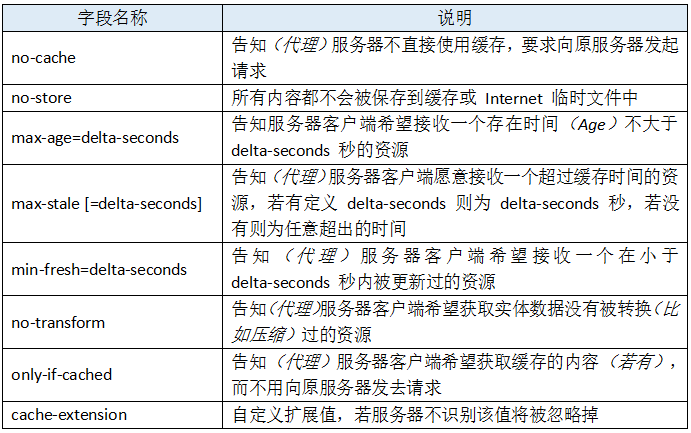 字段名称 说明
no-cache 告知（代理）服务器不直接使用缓存，要求向原服务器发起
请求
no-store 所有内容都不会被保存到缓存或 Internet 临时文件中
max-age=delta-seconds 告知服务器客户端希望接收一个存在时间（Age）不大于
delta-seconds 秒的资源
max-stale [=delta-seconds] 告知（代理）服务器客户端愿意接收一个超过缓存时间的资
源，若有定义 delta-seconds 则为 delta-seconds 秒，若没
有则为任意超出的时间
min-fresh=delta-seconds 告知（代理）服务器客户端希望接收一个在小于
delta-seconds 秒内被更新过的资源
no-transform 告知（代理）服务器客户端希望获取实体数据没有被转换（比
如压缩）过的资源
only-if-cached 告知（代理）服务器客户端希望获取缓存的内容（若有），
而不用向原服务器发去请求
cache-extension 自定义扩展值，若服务器不识别该值将被忽略掉